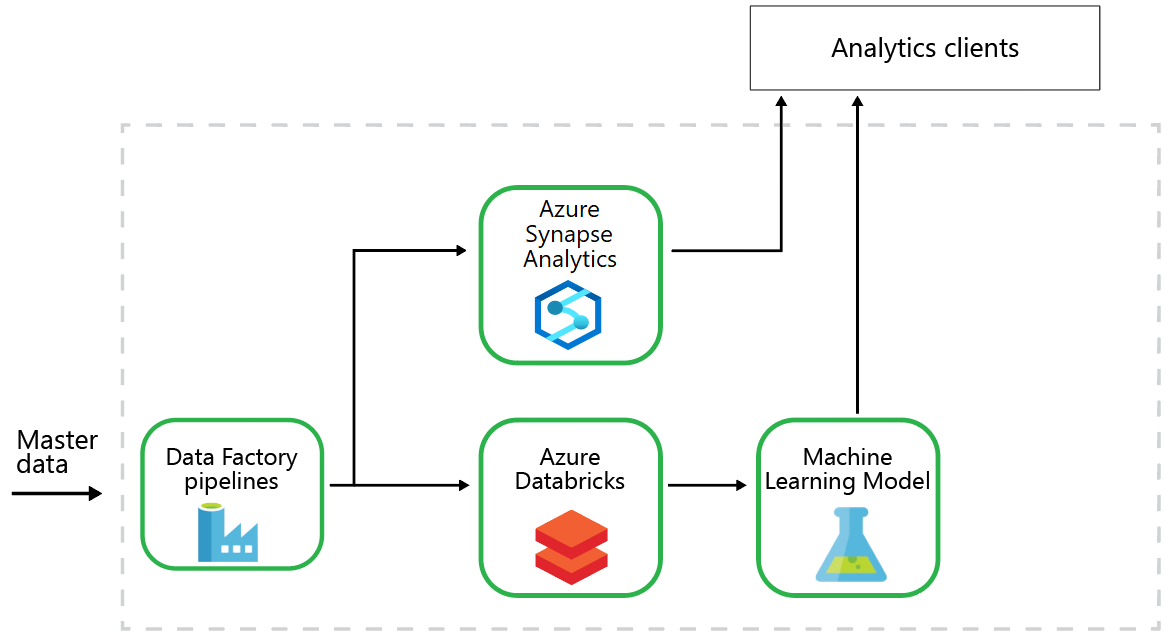 Analytics clients
Azure
Synapse
Analytics
Master
data
Data Factory
pipelines
Azure
Databricks
Machine
Learning Model